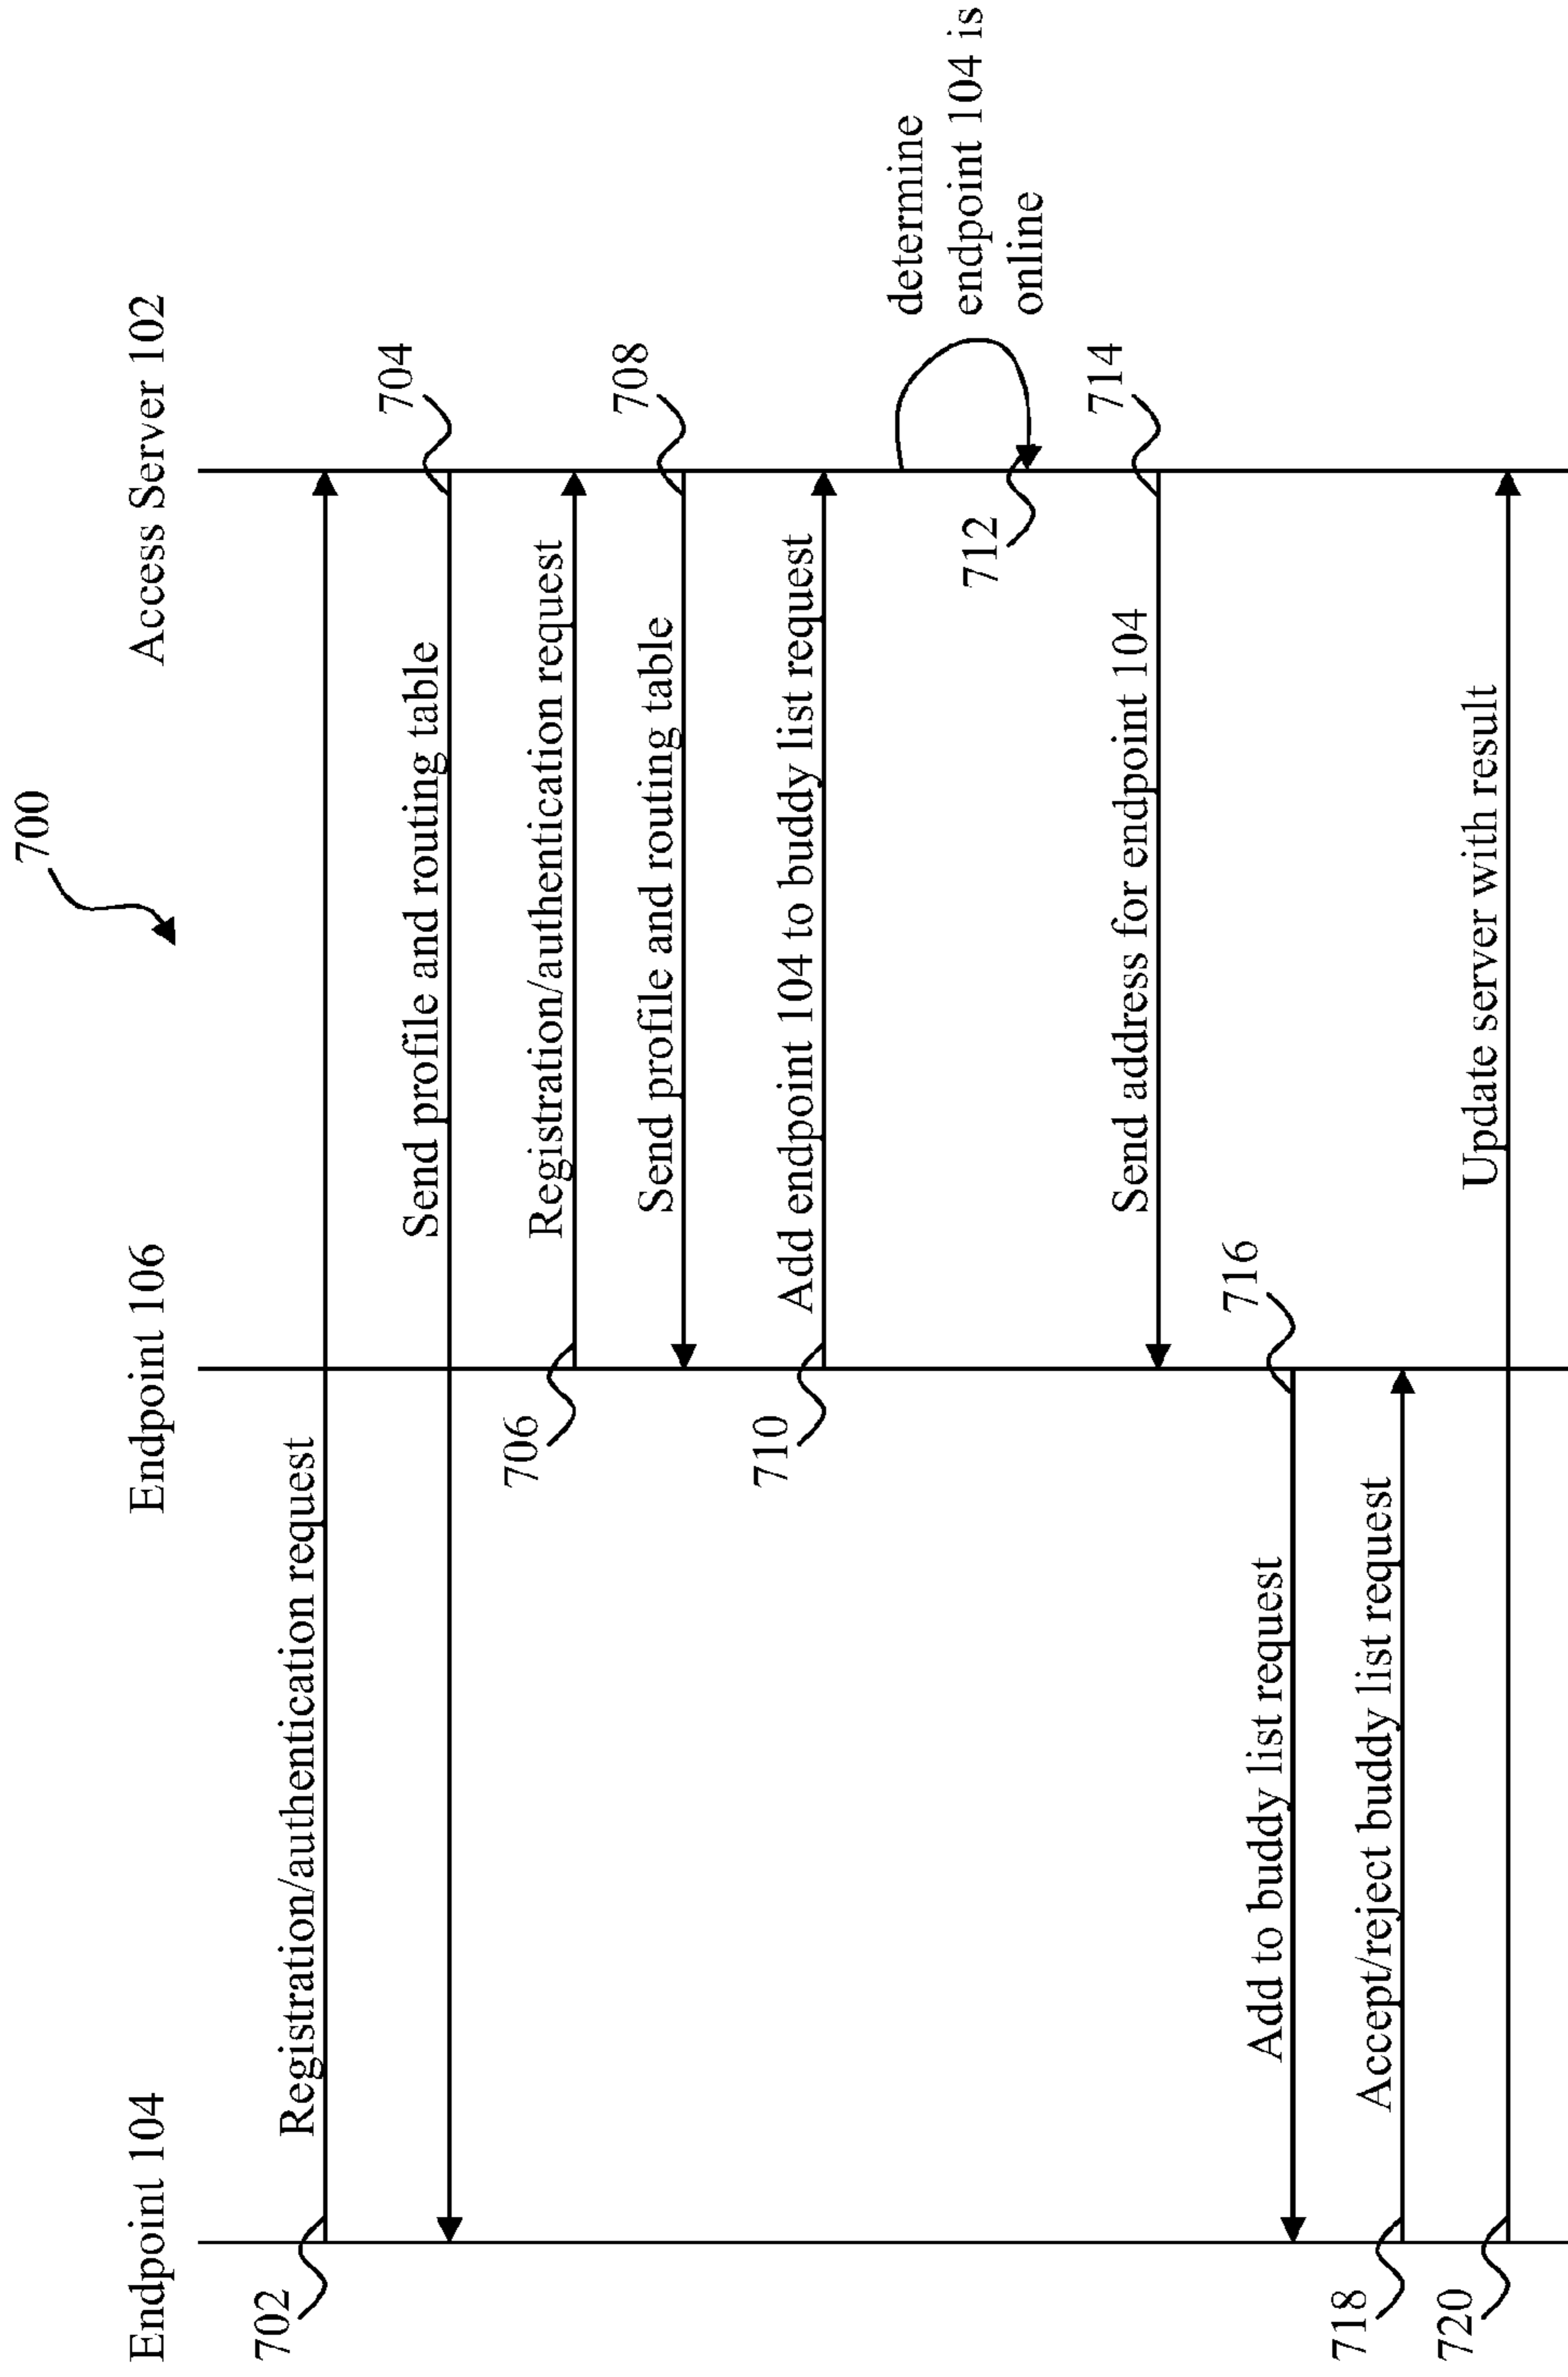 700
Endpoint 104
Endpoint 106
Access Server 102
Registration/authentication request
702
Send profile and routing table
704
Registration/authentication request
706
Send profile and routing table
708
Add endpoint 104 to buddy list request
710
determine
endpoint 104 is
online
712
Send address for endpoint 104
714
Add to buddy list request
716
Accept/reject buddy list request
718
Update server with result
720